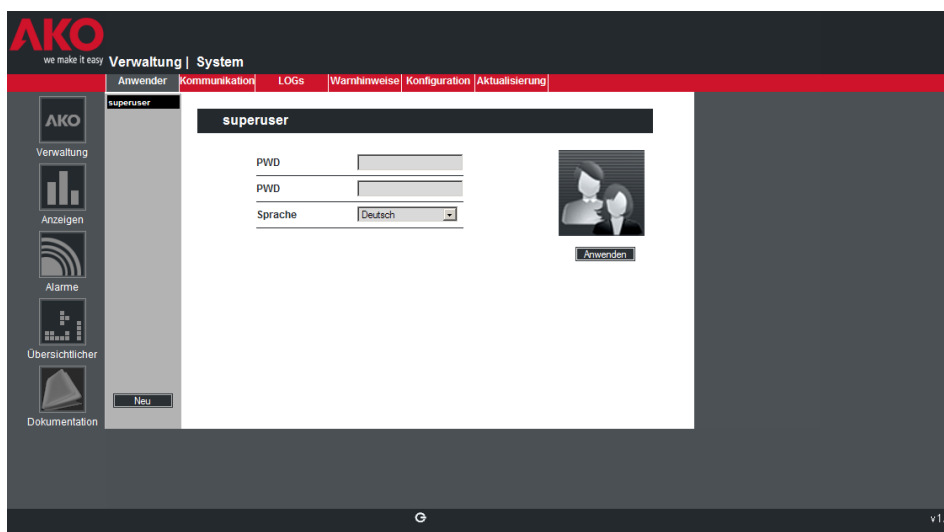 AKO
we make it easy
Verwaltung | System
Anwender Kommunikation LOGs Warnhinweise Konfiguration Aktualisierung
superuser
superuser
AKO
Verwaltung
PWD
PWD
Sprache Deutsch
Anwenden
Anzeigen
Alarme
Übersichtlicher
Neu
Dokumentation
v1.